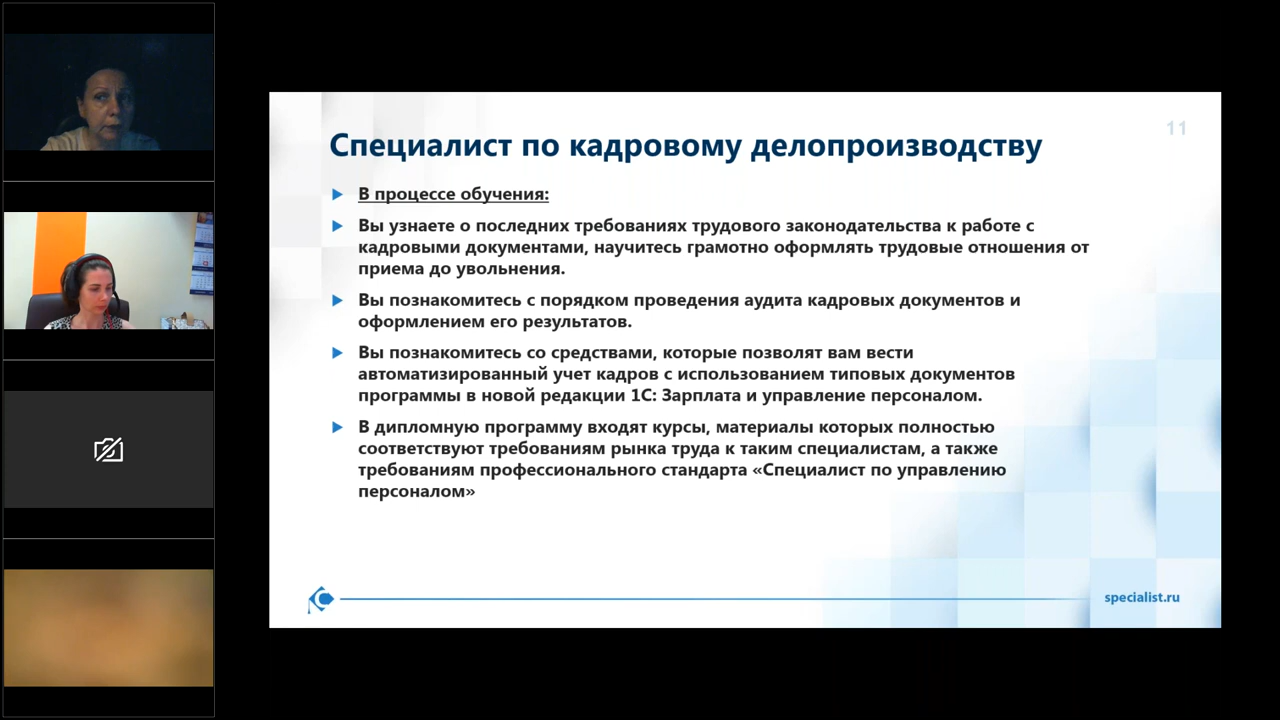 11
Специалист по кадровому делопроизводству
В процессе обучения:
Вы узнаете о последних требованиях трудового законодательства к работе с
кадровыми документами, научитесь грамотно оформлять трудовые отношения от
приема до увольнения.
Вы познакомитесь с порядком проведения аудита кадровых документов и
оформлением его результатов.
Вы познакомитесь со средствами, которые позволят вам вести
автоматизированный учет кадров с использованием типовых документов
программы в новой редакции 1С: Зарплата и управление персоналом.
В дипломную программу входят курсы, материалы которых полностью
соответствуют требованиям рынка труда к таким специалистам, а также
требованиям профессионального стандарта «Специалист по управлению
персоналом»
specialist.ru